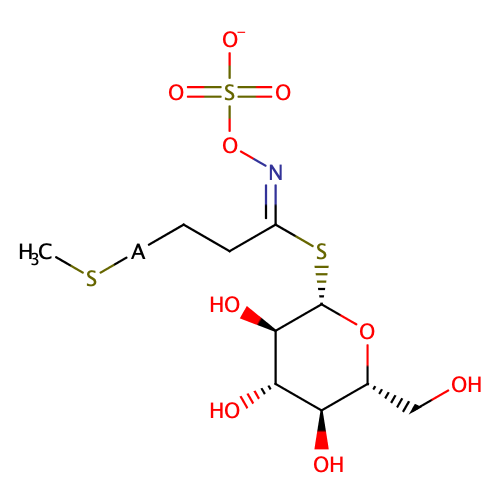 O⁻
O S O
O
N
H₃C S A S
HO O
HO OH
OH